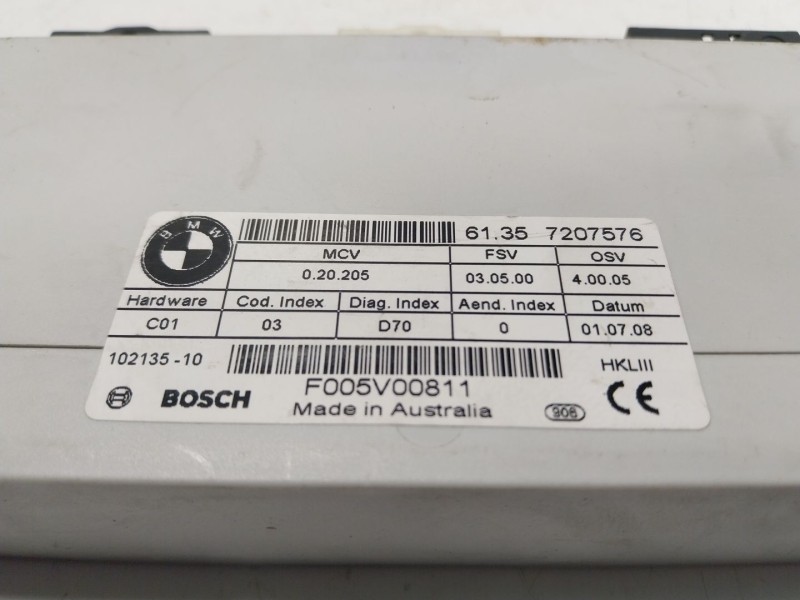 BMW
61.35 7207576
MCV FSV OSV
0.20.205 03.05.00 4.00.05
Hardware Cod. Index Diag. Index Aend. Index Datum
C01 03 D70 0 01.07.08
102135-10 HKLIII
F005V00811
BOSCH Made in Australia 908 CE